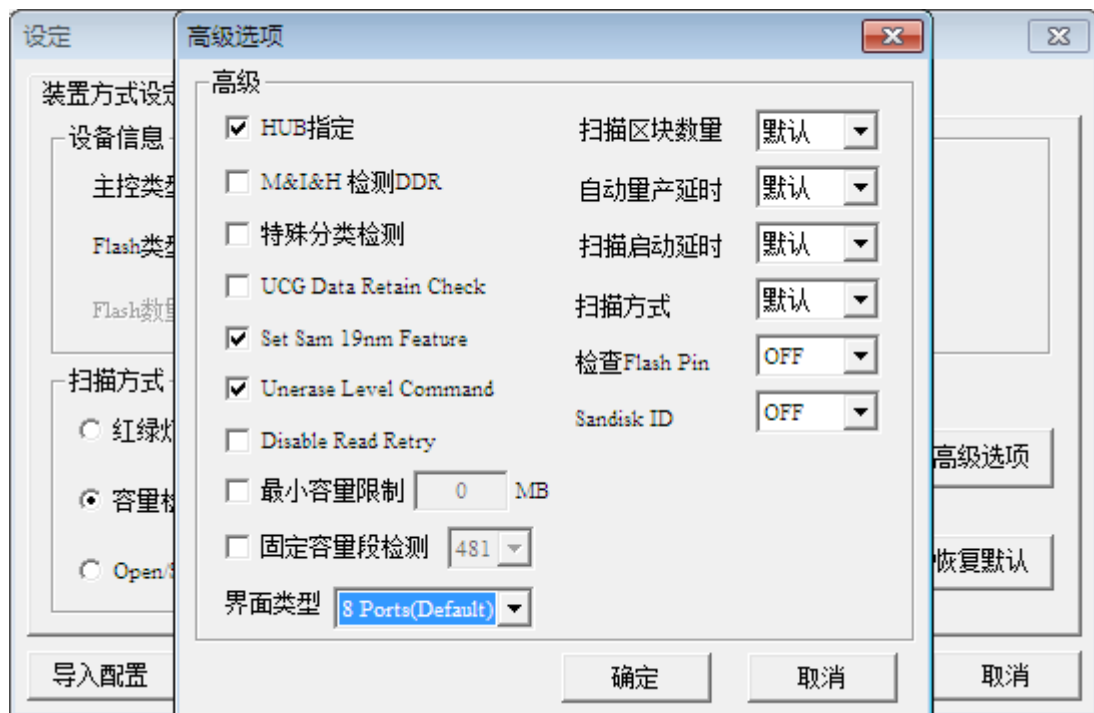 设定
高级选项
装置方式设定
设备信息
主控类型
Flash类型
Flash数量
扫描方式
红绿灯
容量检
Open/S
导入配置
高级
HUB指定
M&I&H 检测DDR
特殊分类检测
UCG Data Retain Check
Set Sam 19nm Feature
Unerase Level Command
Disable Read Retry
最小容量限制 0 MB
固定容量段检测 481
界面类型 8 Ports(Default)
扫描区块数量 默认
自动量产延时 默认
扫描启动延时 默认
扫描方式 默认
检查Flash Pin OFF
Sandisk ID OFF
确定 取消
高级选项
恢复默认
取消